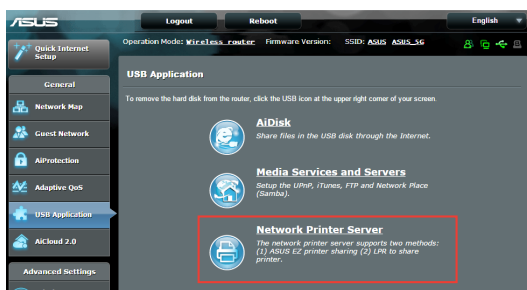 ASUS
Logout
Reboot
English
Quick Internet
Setup
Operation Mode: Wireless router Firmware Version: SSID: ASUS ASUS_5G
General
Network Map
Guest Network
AiProtection
Adaptive QoS
USB Application
AiCloud 2.0
Advanced Settings
USB Application
To remove the hard disk from the router, click the USB icon at the upper right corner of your screen.
AiDisk
Share files in the USB disk through the Internet.
Media Services and Servers
Setup the UPnP, iTunes, FTP and Network Place
(Samba).
Network Printer Server
The network printer server supports two methods:
(1) ASUS EZ printer sharing (2) LPR to share
printer.